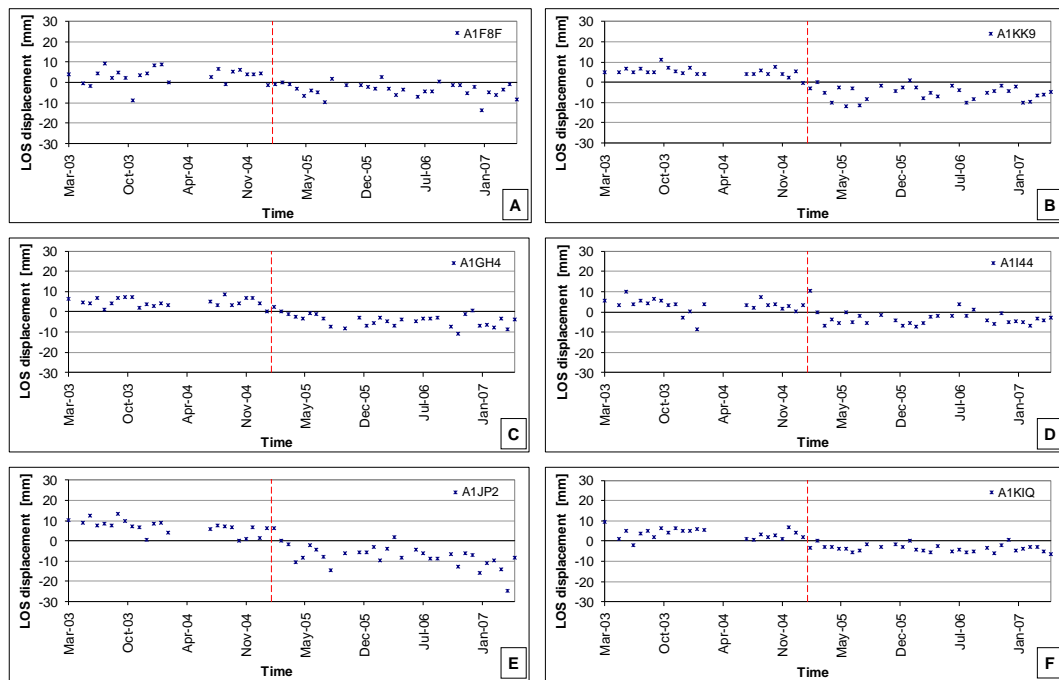 LOS displacement [mm]
30
20
10
0
-10
-20
-30
A1F8F
Mar-03
Oct-03
Apr-04
Nov-04
May-05
Dec-05
Jul-06
Jan-07
Time
A
LOS displacement [mm]
30
20
10
0
-10
-20
-30
A1KK9
Mar-03
Oct-03
Apr-04
Nov-04
May-05
Dec-05
Jul-06
Jan-07
Time
B
LOS displacement [mm]
30
20
10
0
-10
-20
-30
A1GH4
Mar-03
Oct-03
Apr-04
Nov-04
May-05
Dec-05
Jul-06
Jan-07
Time
C
LOS displacement [mm]
30
20
10
0
-10
-20
-30
A1I44
Mar-03
Oct-03
Apr-04
Nov-04
May-05
Dec-05
Jul-06
Jan-07
Time
D
LOS displacement [mm]
30
20
10
0
-10
-20
-30
A1JP2
Mar-03
Oct-03
Apr-04
Nov-04
May-05
Dec-05
Jul-06
Jan-07
Time
E
LOS displacement [mm]
30
20
10
0
-10
-20
-30
A1KIQ
Mar-03
Oct-03
Apr-04
Nov-04
May-05
Dec-05
Jul-06
Jan-07
Time
F